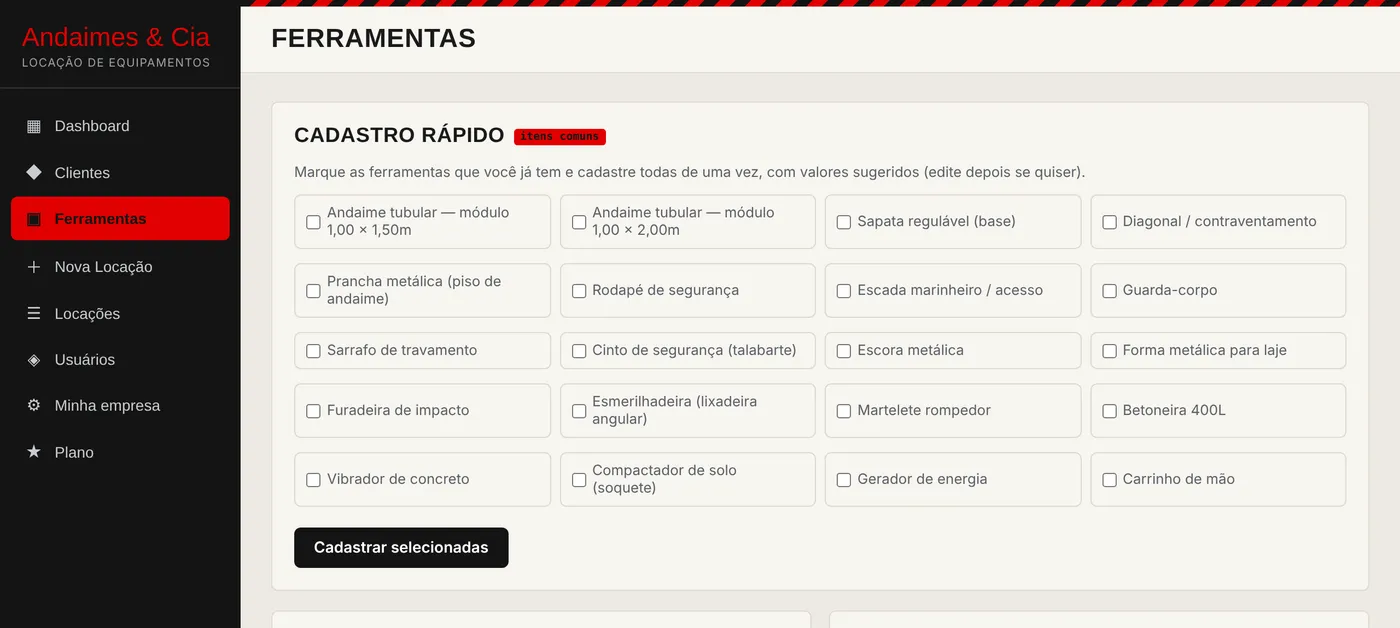 Andaimes & Cia
LOCAÇÃO DE EQUIPAMENTOS
Dashboard
Clientes
Ferramentas
Nova Locação
Locações
Usuários
Minha empresa
Plano
FERRAMENTAS
CADASTRO RÁPIDO itens comuns
Marque as ferramentas que você já tem e cadastre todas de uma vez, com valores sugeridos (edite depois se quiser).
Andaime tubular — módulo
1,00 × 1,50m
Andaime tubular — módulo
1,00 × 2,00m
Sapata regulável (base)
Diagonal / contraventamento
Prancha metálica (piso de
andaime)
Rodapé de segurança
Escada marinheiro / acesso
Guarda-corpo
Sarrafo de travamento
Cinto de segurança (talabarte)
Escora metálica
Forma metálica para laje
Furadeira de impacto
Esmerilhadeira (lixadeira
angular)
Martelete rompedor
Betoneira 400L
Vibrador de concreto
Compactador de solo
(soquete)
Gerador de energia
Carrinho de mão
Cadastrar selecionadas